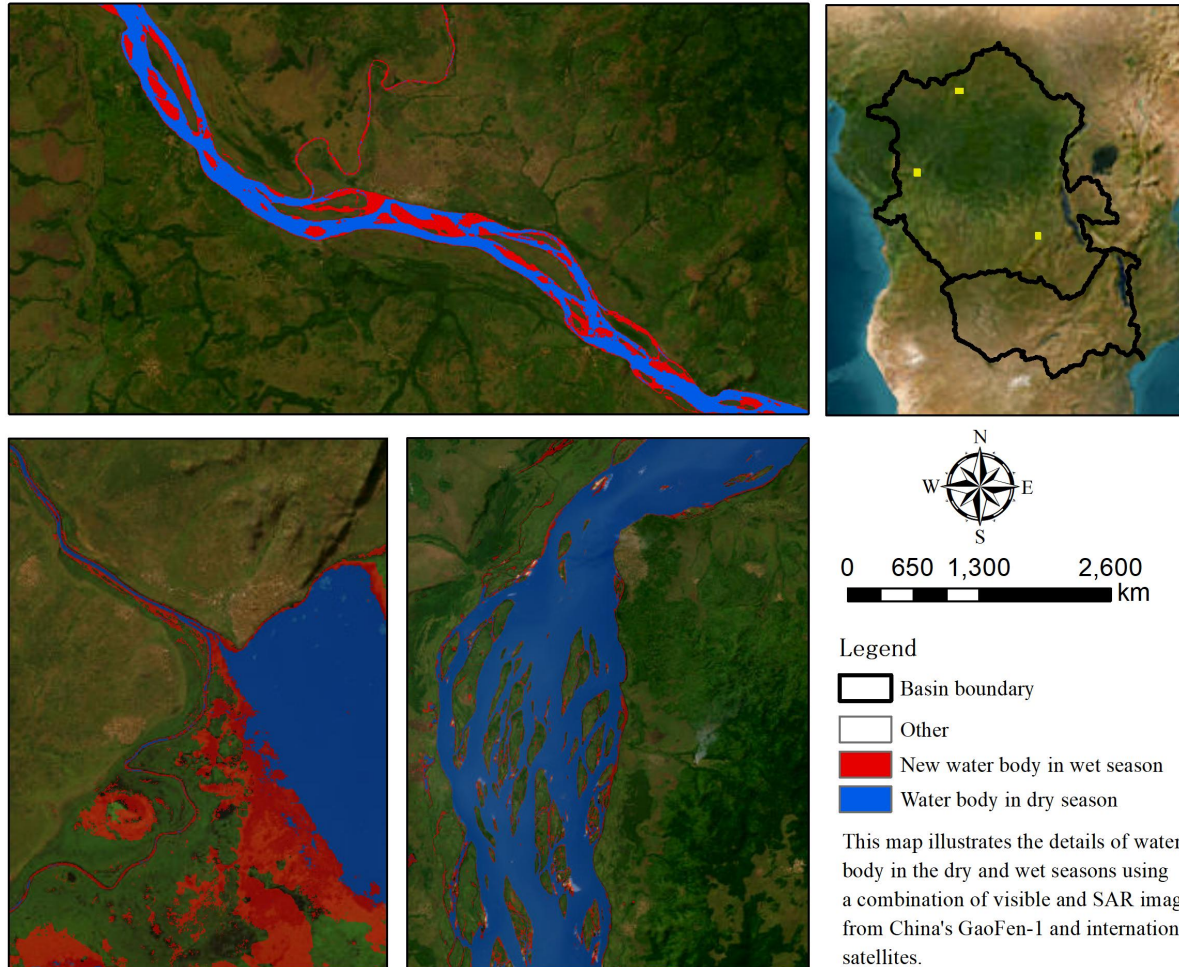 N
W E
S
0 650 1,300 2,600
km
Legend
Basin boundary
Other
New water body in wet season
Water body in dry season
This map illustrates the details of water
body in the dry and wet seasons using
a combination of visible and SAR imag
from China's GaoFen-1 and internation
satellites.